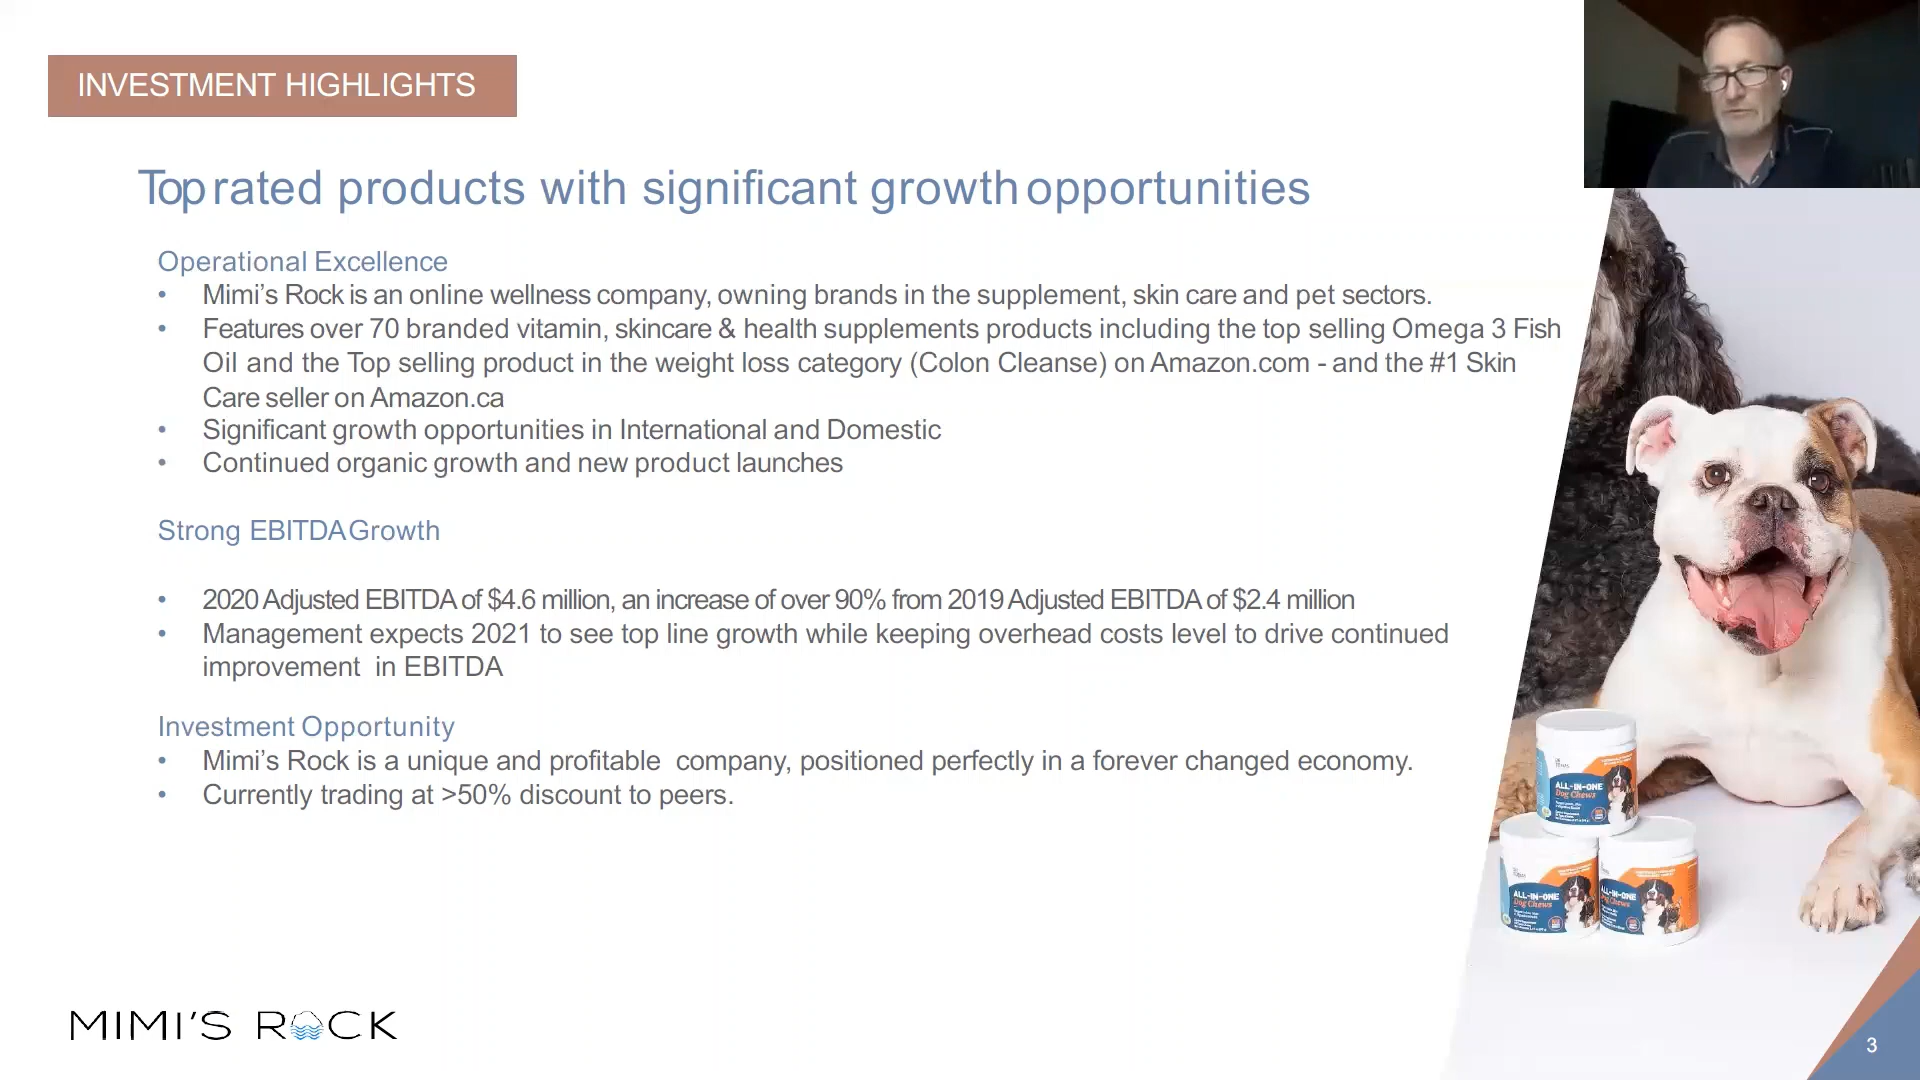 INVESTMENT HIGHLIGHTS
Top rated products with significant growth opportunities
Operational Excellence
• Mimi’s Rock is an online wellness company, owning brands in the supplement, skin care and pet sectors.
• Features over 70 branded vitamin, skincare & health supplements products including the top selling Omega 3 Fish
Oil and the Top selling product in the weight loss category (Colon Cleanse) on Amazon.com - and the #1 Skin
Care seller on Amazon.ca
• Significant growth opportunities in International and Domestic
• Continued organic growth and new product launches
Strong EBITDA Growth
• 2020 Adjusted EBITDA of $4.6 million, an increase of over 90% from 2019 Adjusted EBITDA of $2.4 million
• Management expects 2021 to see top line growth while keeping overhead costs level to drive continued
improvement in EBITDA
Investment Opportunity
• Mimi’s Rock is a unique and profitable company, positioned perfectly in a forever changed economy.
• Currently trading at >50% discount to peers.
ALL-IN-ONE
Dog Chews
ALL-IN-ONE
Dog Chews
ALL-IN-ONE
Dog Chews
MIMI’S ROCK
3